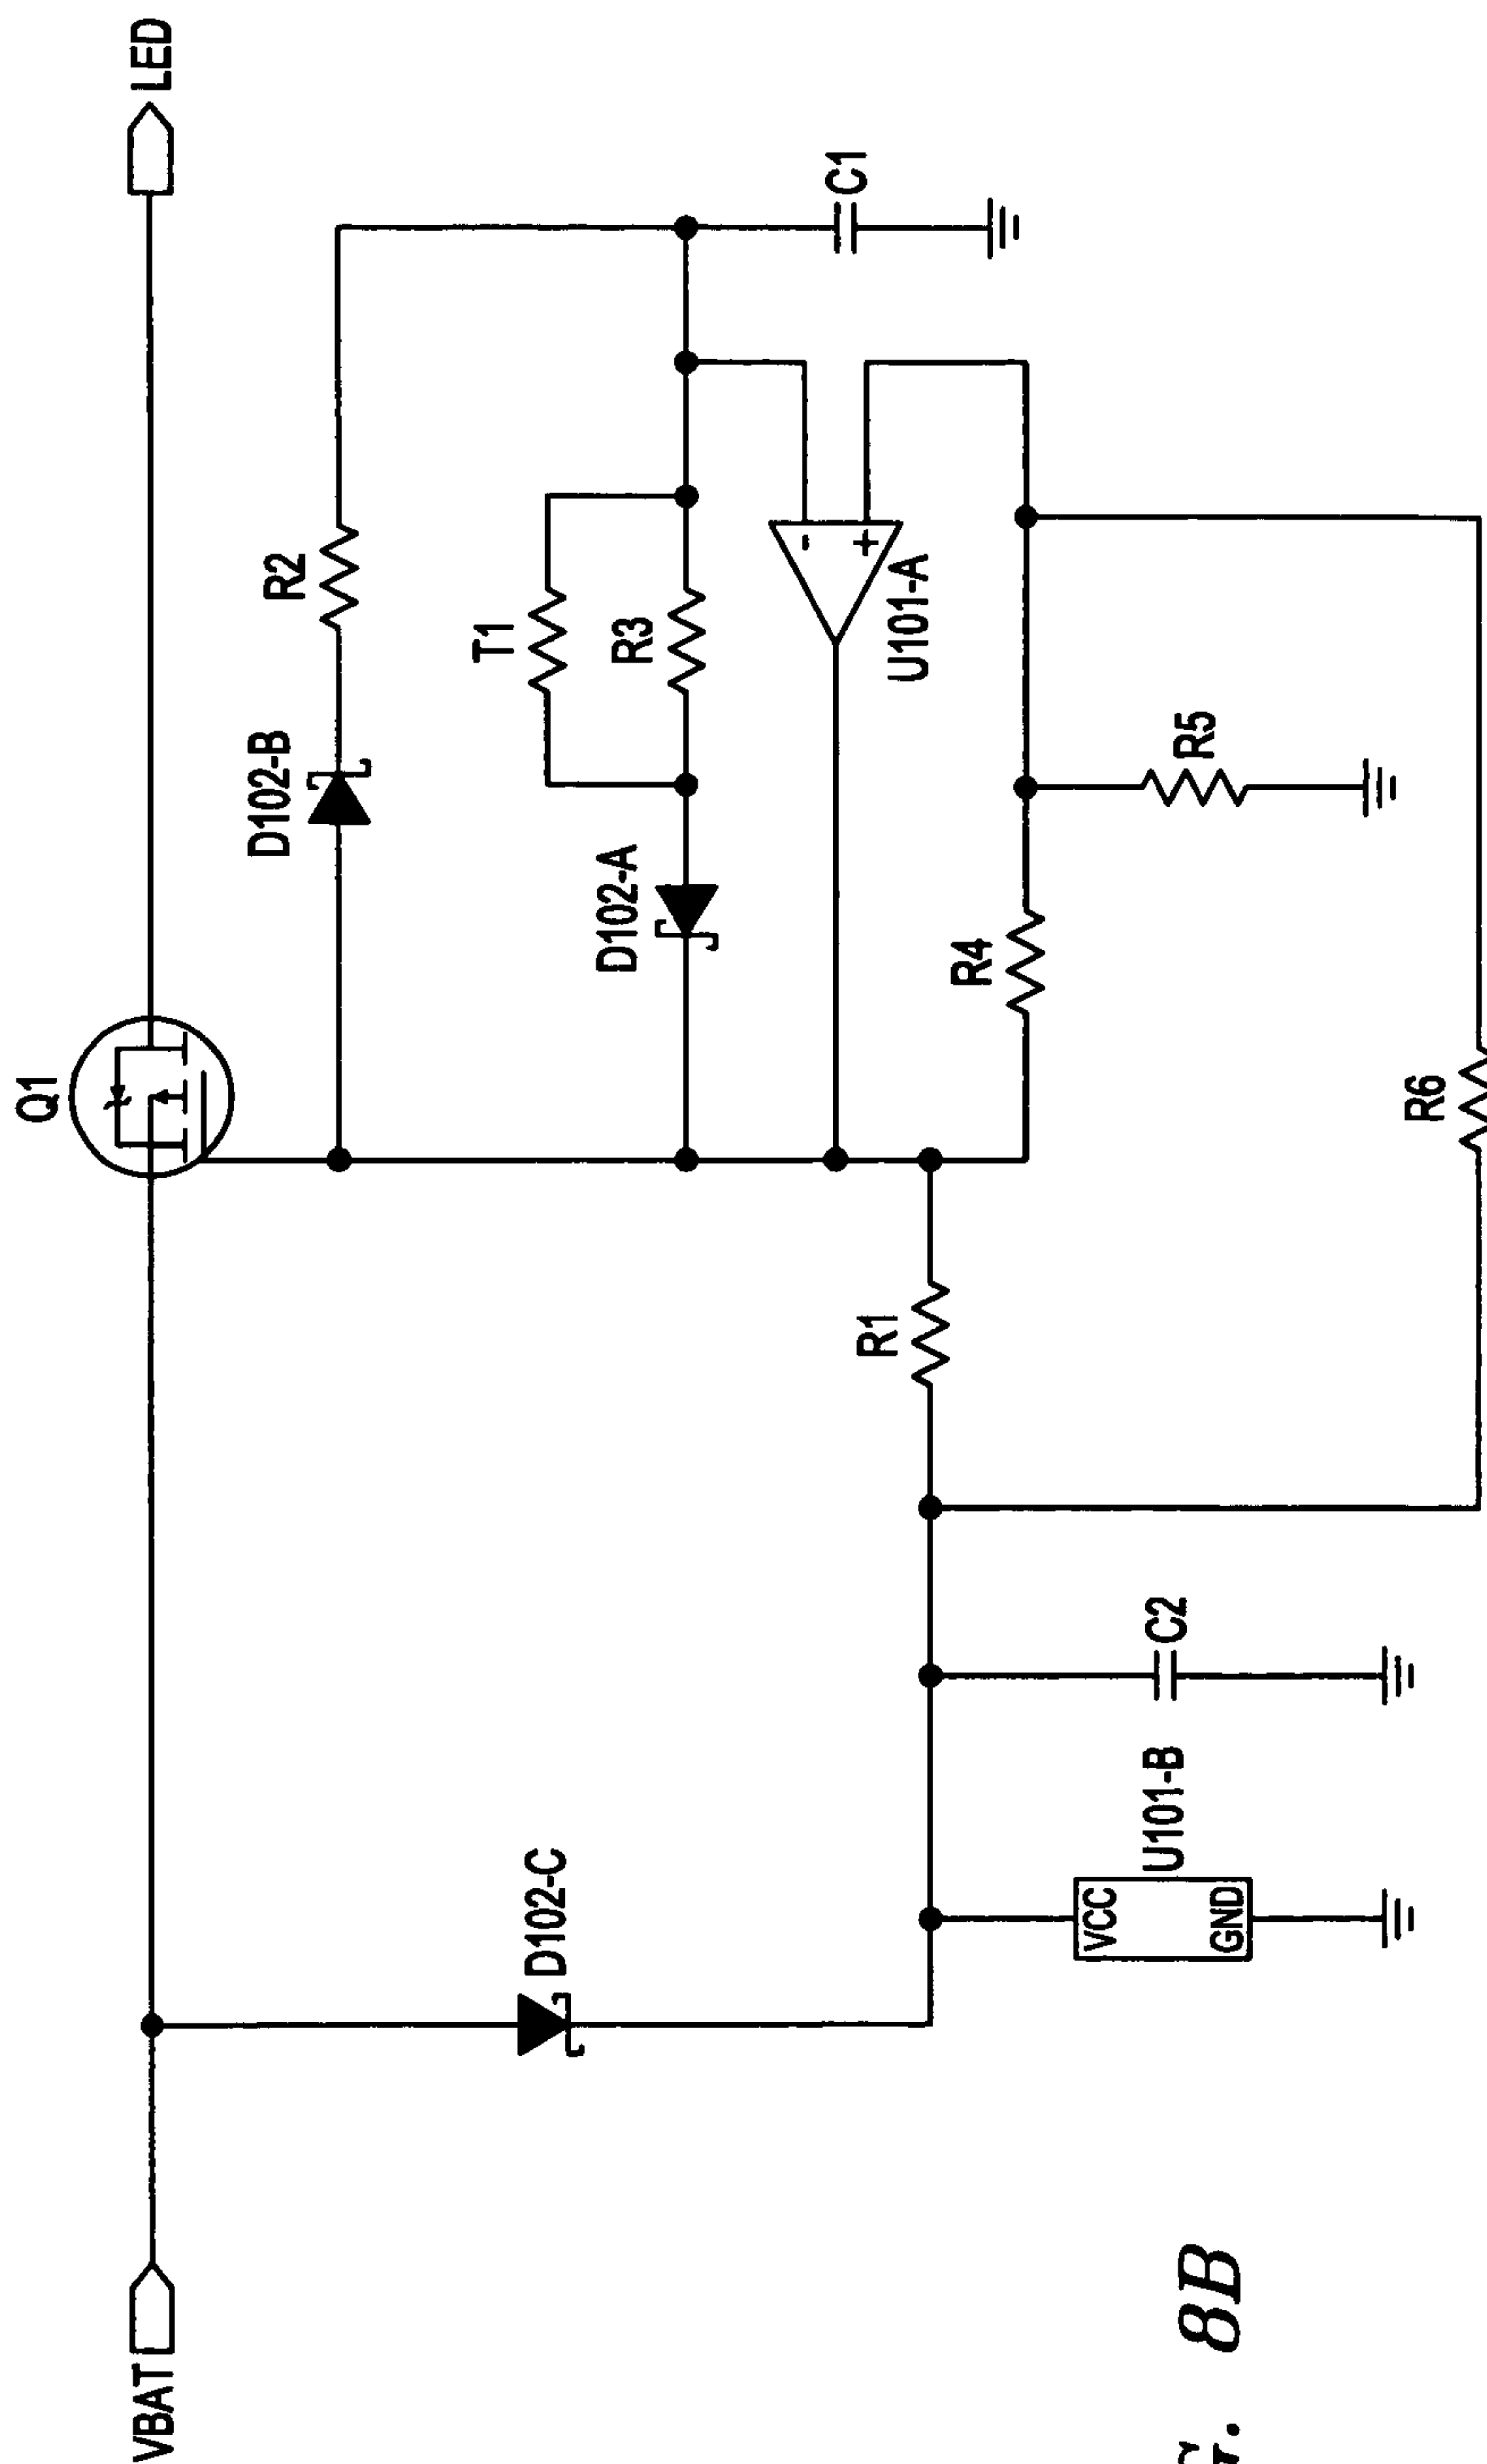 VBAT
LED
Q1
D102-B
R2
T1
R3
D102-A
C1
-
+
U101-A
R4
R5
R1
R6
D102-C
VCC
GND
U101-B
C2
8B